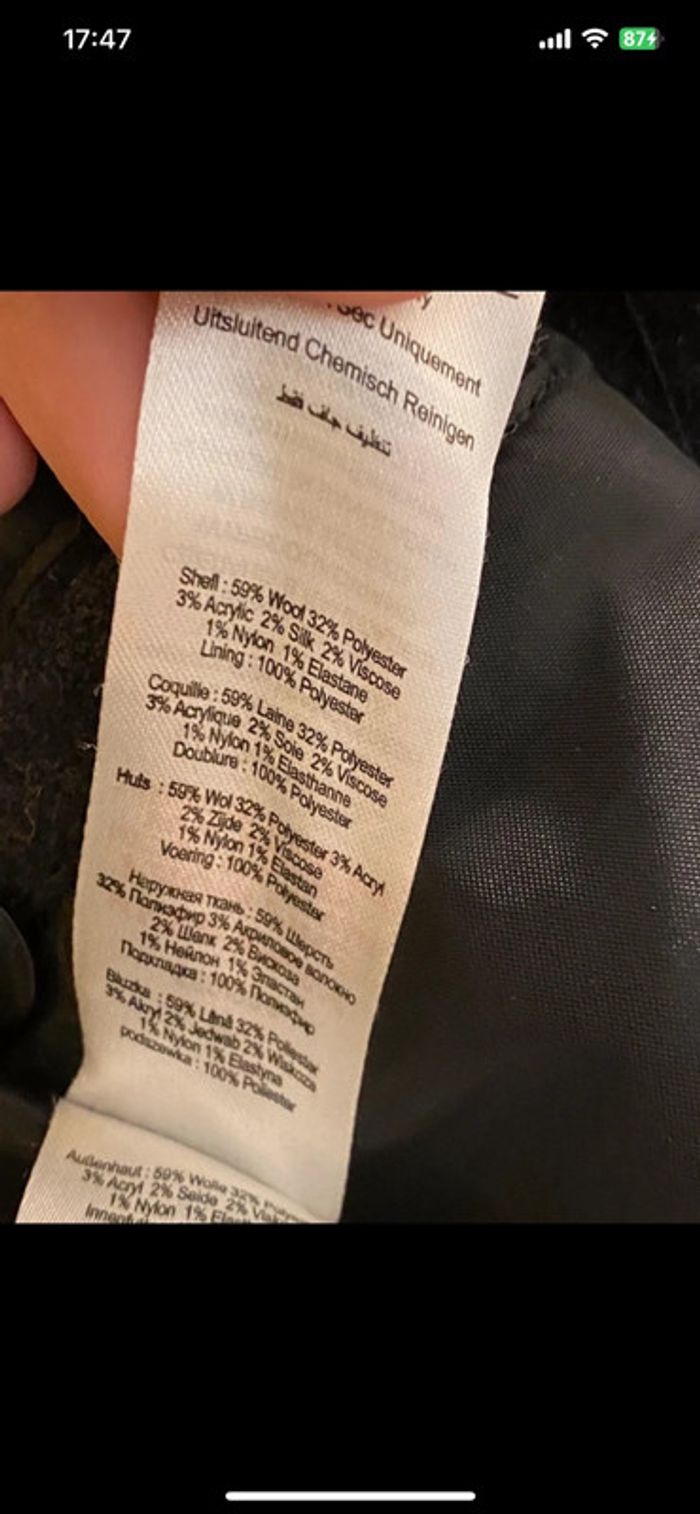 17:47
87
Sec Uniquement
Uitsluitend Chemisch Reinigen
تنظيف جاف فقط
Shell : 59% Wool 32% Polyester
3% Acrylic 2% Silk 2% Viscose
1% Nylon 1% Elastane
Lining : 100% Polyester
Coquille : 59% Laine 32% Polyester
3% Acrylique 2% Soie 2% Viscose
1% Nylon 1% Elasthanne
Doublure : 100% Polyester
Huls : 59% Wol 32% Polyester 3% Acryl
2% Zijde 2% Viscose
1% Nylon 1% Elastan
Voering : 100% Polyester
Наружная ткань : 59% Шерсть
32% Полиэфир 3% Акриловое волокно
2% Шелк 2% Вискоза
1% Нейлон 1% Эластан
Подкладка : 100% Полиэфир
Bluzka : 59% Lână 32% Poliester
3% Akryl 2% Jedwab 2% Wiskoza
1% Nylon 1% Elastyna
podszewka : 100% Poliester
Außenhaut : 59% Wolle 32%
3% Acryl 2% Seide 2%
1% Nylon 1%